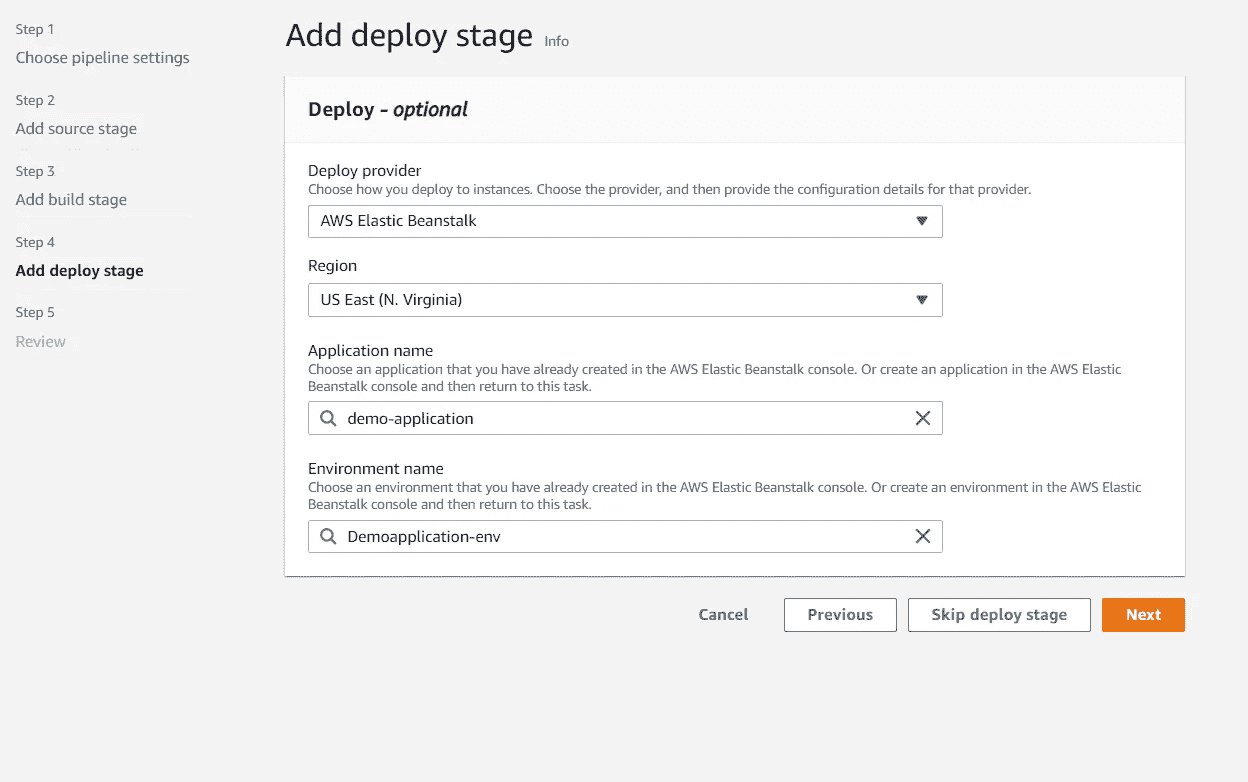 Step 1
Choose pipeline settings
Step 2
Add source stage
Step 3
Add build stage
Step 4
Add deploy stage
Step 5
Review
Add deploy stage Info
Deploy - optional
Deploy provider
Choose how you deploy to instances. Choose the provider, and then provide the configuration details for that provider.
AWS Elastic Beanstalk
Region
US East (N. Virginia)
Application name
Choose an application that you have already created in the AWS Elastic Beanstalk console. Or create an application in the AWS Elastic
Beanstalk console and then return to this task.
demo-application
Environment name
Choose an environment that you have already created in the AWS Elastic Beanstalk console. Or create an environment in the AWS Elastic
Beanstalk console and then return to this task.
Demoapplication-env
Cancel Previous Skip deploy stage Next